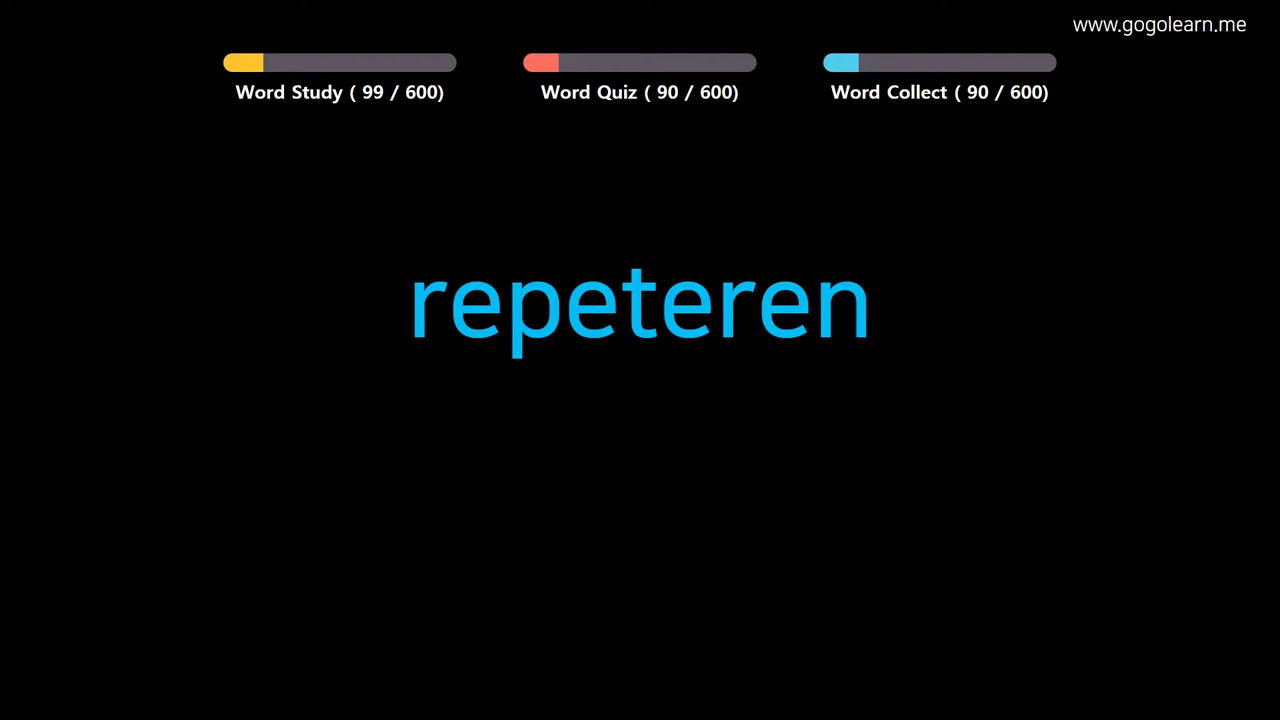 www.gogolearn.me
Word Study ( 99 / 600)
Word Quiz ( 90 / 600)
Word Collect ( 90 / 600)
repeteren